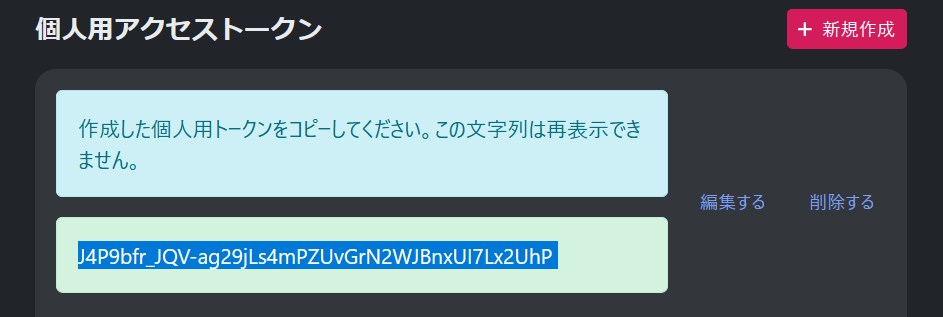 個人用アクセストークン
+ 新規作成
作成した個人用トークンをコピーしてください。この文字列は再表示でき
ません。
編集する
削除する
J4P9bfr_JQV-ag29jLs4mPZUvGrN2WJBnxUI7Lx2UhP